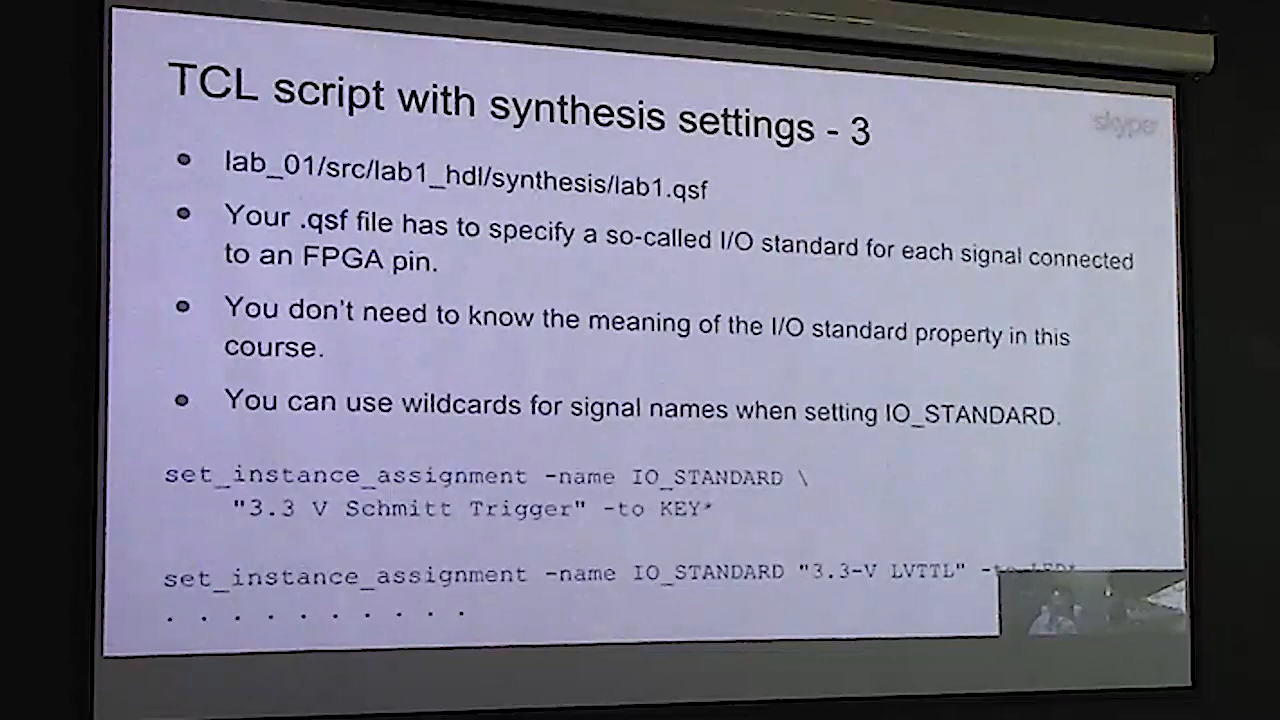 TCL script with synthesis settings - 3
skype
lab_01/src/lab1_hdl/synthesis/lab1.qsf
Your .qsf file has to specify a so-called I/O standard for each signal connected
to an FPGA pin.
You don't need to know the meaning of the I/O standard property in this
course.
You can use wildcards for signal names when setting IO_STANDARD.
set_instance_assignment -name IO_STANDARD \
"3.3 V Schmitt Trigger" -to KEY*
set_instance_assignment -name IO_STANDARD "3.3-V LVTTL" -to LED*
. . . . . . . . . .